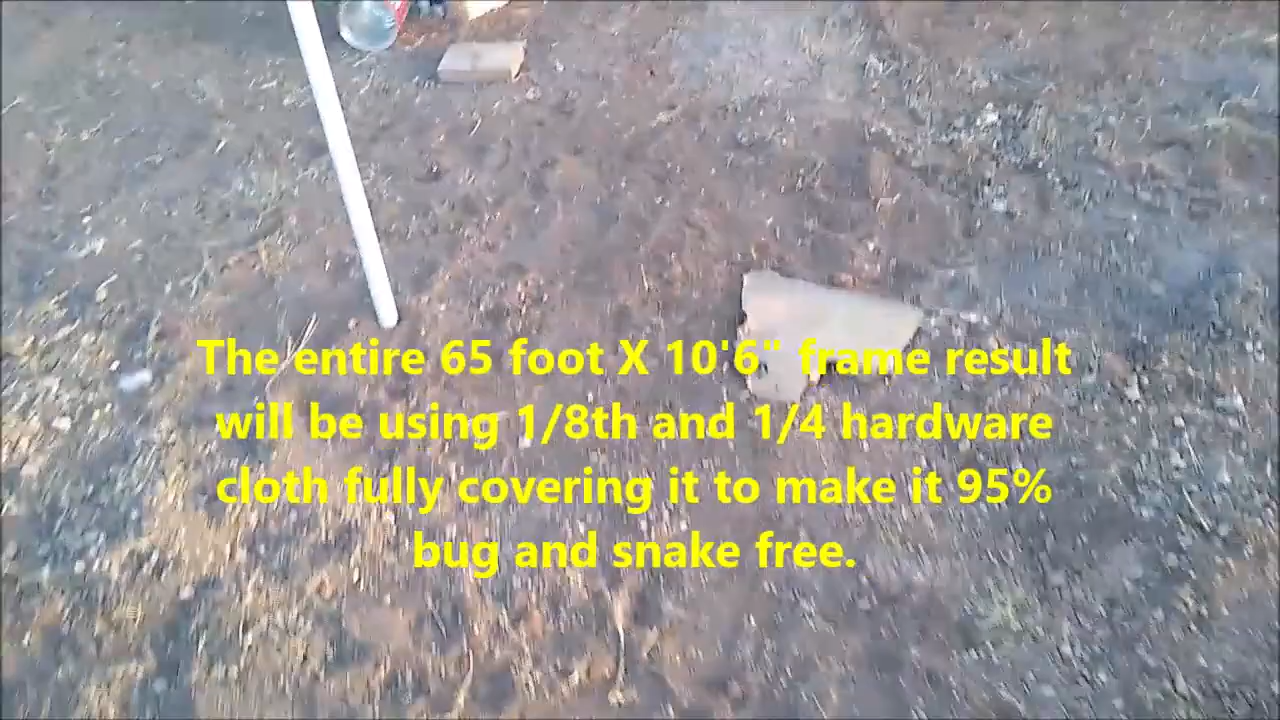 The entire 65 foot X 10'6" frame result
will be using 1/8th and 1/4 hardware
cloth fully covering it to make it 95%
bug and snake free.